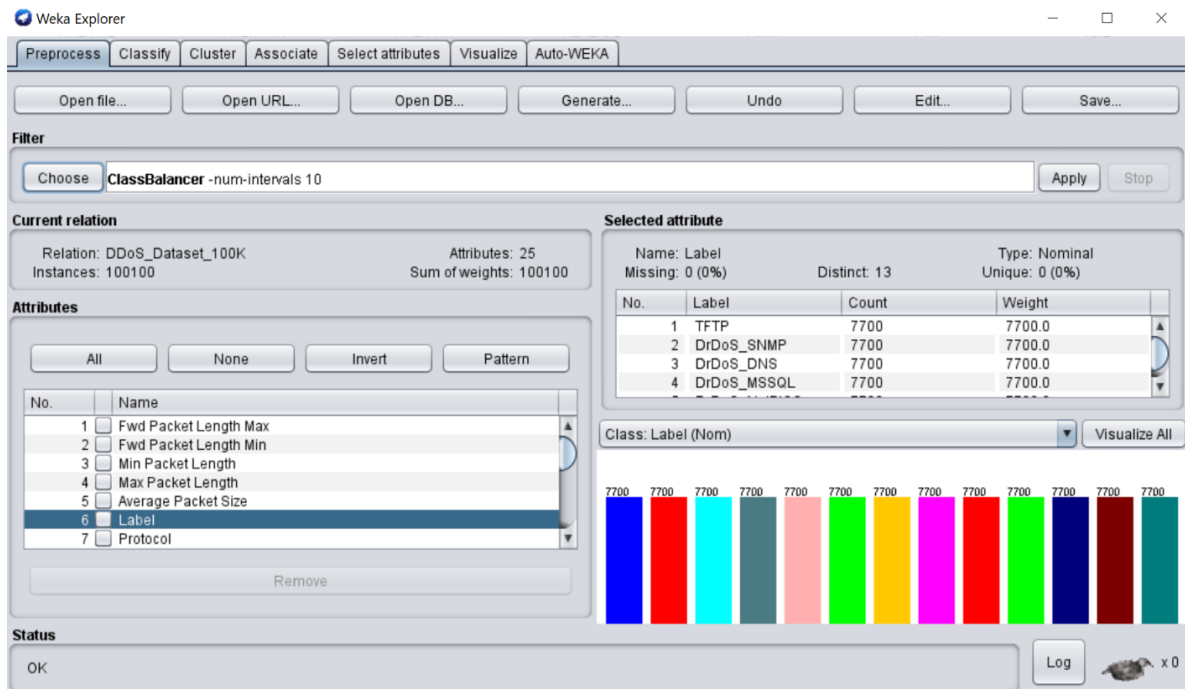 Weka Explorer
Preprocess Classify Cluster Associate Select attributes Visualize Auto-WEKA
Open file... Open URL... Open DB... Generate... Undo Edit... Save...
Filter
Choose ClassBalancer -num-intervals 10 Apply Stop
Current relation
Relation: DDoS_Dataset_100K Attributes: 25
Instances: 100100 Sum of weights: 100100
Attributes
All None Invert Pattern
No. Name
1 Fwd Packet Length Max
2 Fwd Packet Length Min
3 Min Packet Length
4 Max Packet Length
5 Average Packet Size
6 Label
7 Protocol
Remove
Selected attribute
Name: Label Type: Nominal
Missing: 0 (0%) Distinct: 13 Unique: 0 (0%)
No. Label Count Weight
1 TFTP 7700 7700.0
2 DrDoS_SNMP 7700 7700.0
3 DrDoS_DNS 7700 7700.0
4 DrDoS_MSSQL 7700 7700.0
Class: Label (Nom) Visualize All
7700 7700 7700 7700 7700 7700 7700 7700 7700 7700 7700 7700 7700
Status
OK Log x 0